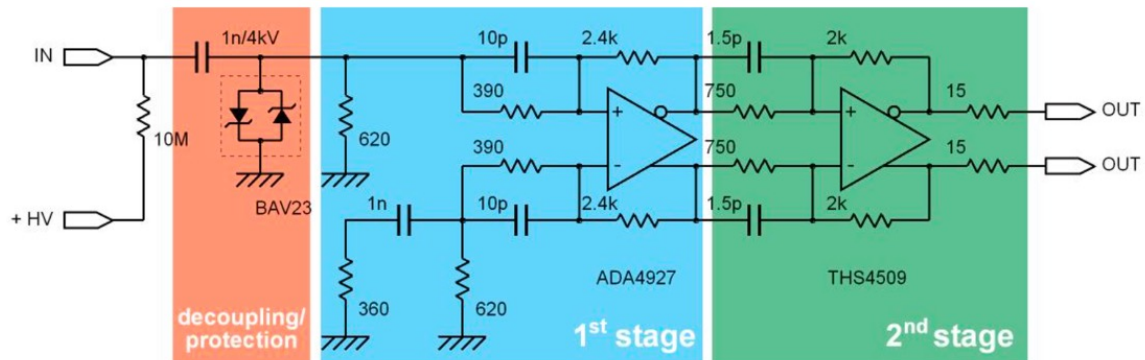 1n/4kV
10p
2.4k
1.5p
2k
IN
390
750
15
OUT
+
+
10M
620
390
750
15
OUT
-
-
+ HV
BAV23
1n
10p
2.4k
1.5p
2k
360
620
ADA4927
THS4509
decoupling/
protection
1st stage
2nd stage